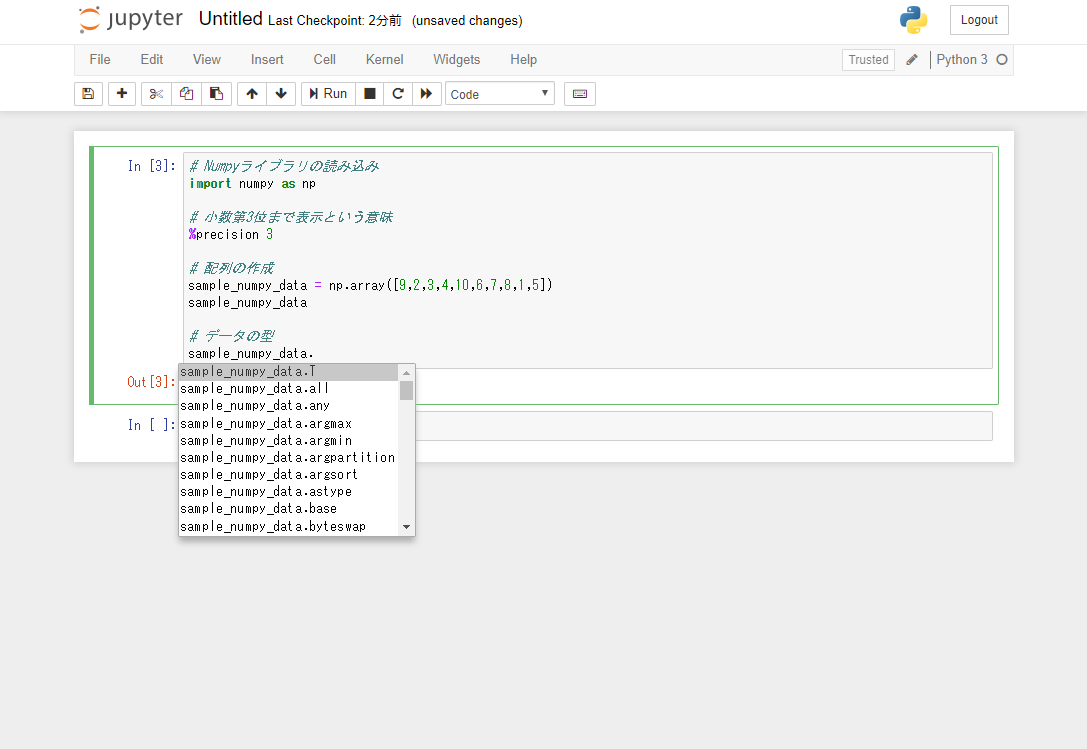 jupyter Untitled Last Checkpoint: 2分前 (unsaved changes) Logout
File Edit View Insert Cell Kernel Widgets Help Trusted Python 3
Run Code
In [3]: # Numpyライブラリの読み込み
import numpy as np
# 小数第3位まで表示という意味
%precision 3
# 配列の作成
sample_numpy_data = np.array([9,2,3,4,10,6,7,8,1,5])
sample_numpy_data
# データの型
sample_numpy_data.
sample_numpy_data.T
Out[3]: sample_numpy_data.all
sample_numpy_data.any
In [ ]: sample_numpy_data.argmax
sample_numpy_data.argmin
sample_numpy_data.argpartition
sample_numpy_data.argsort
sample_numpy_data.astype
sample_numpy_data.base
sample_numpy_data.byteswap